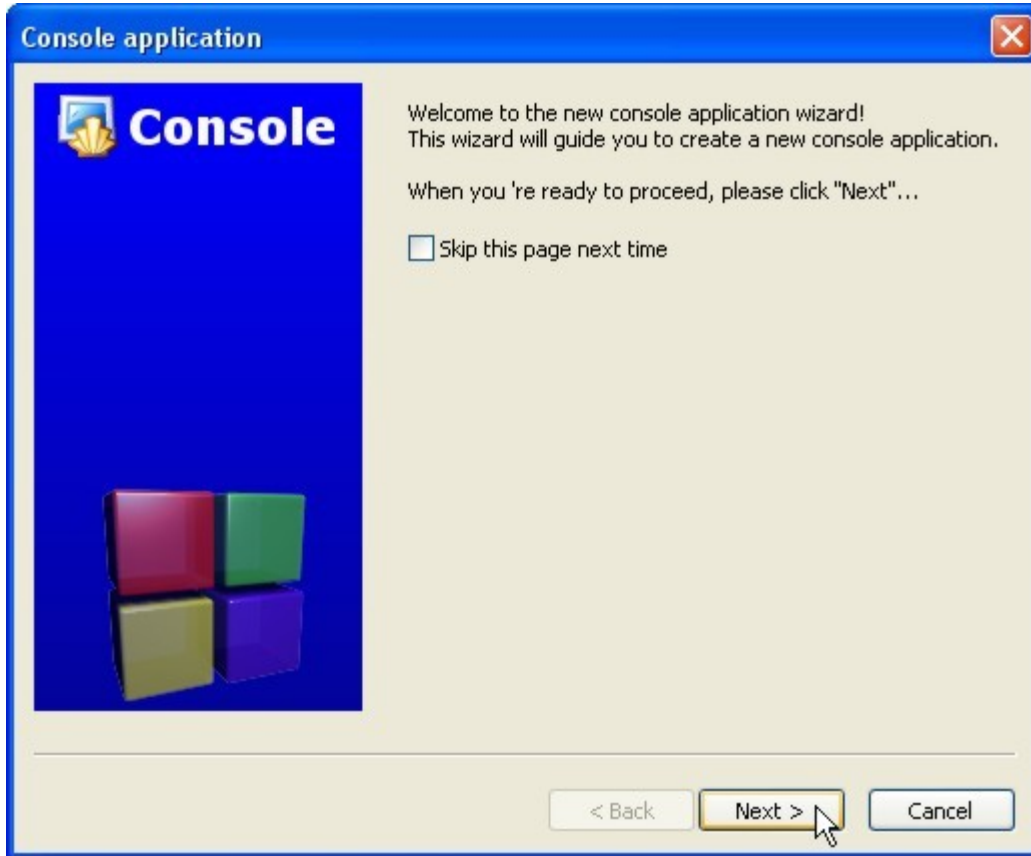 Console application
Console
Welcome to the new console application wizard!
This wizard will guide you to create a new console application.
When you 're ready to proceed, please click "Next"...
Skip this page next time
< Back
Next >
Cancel